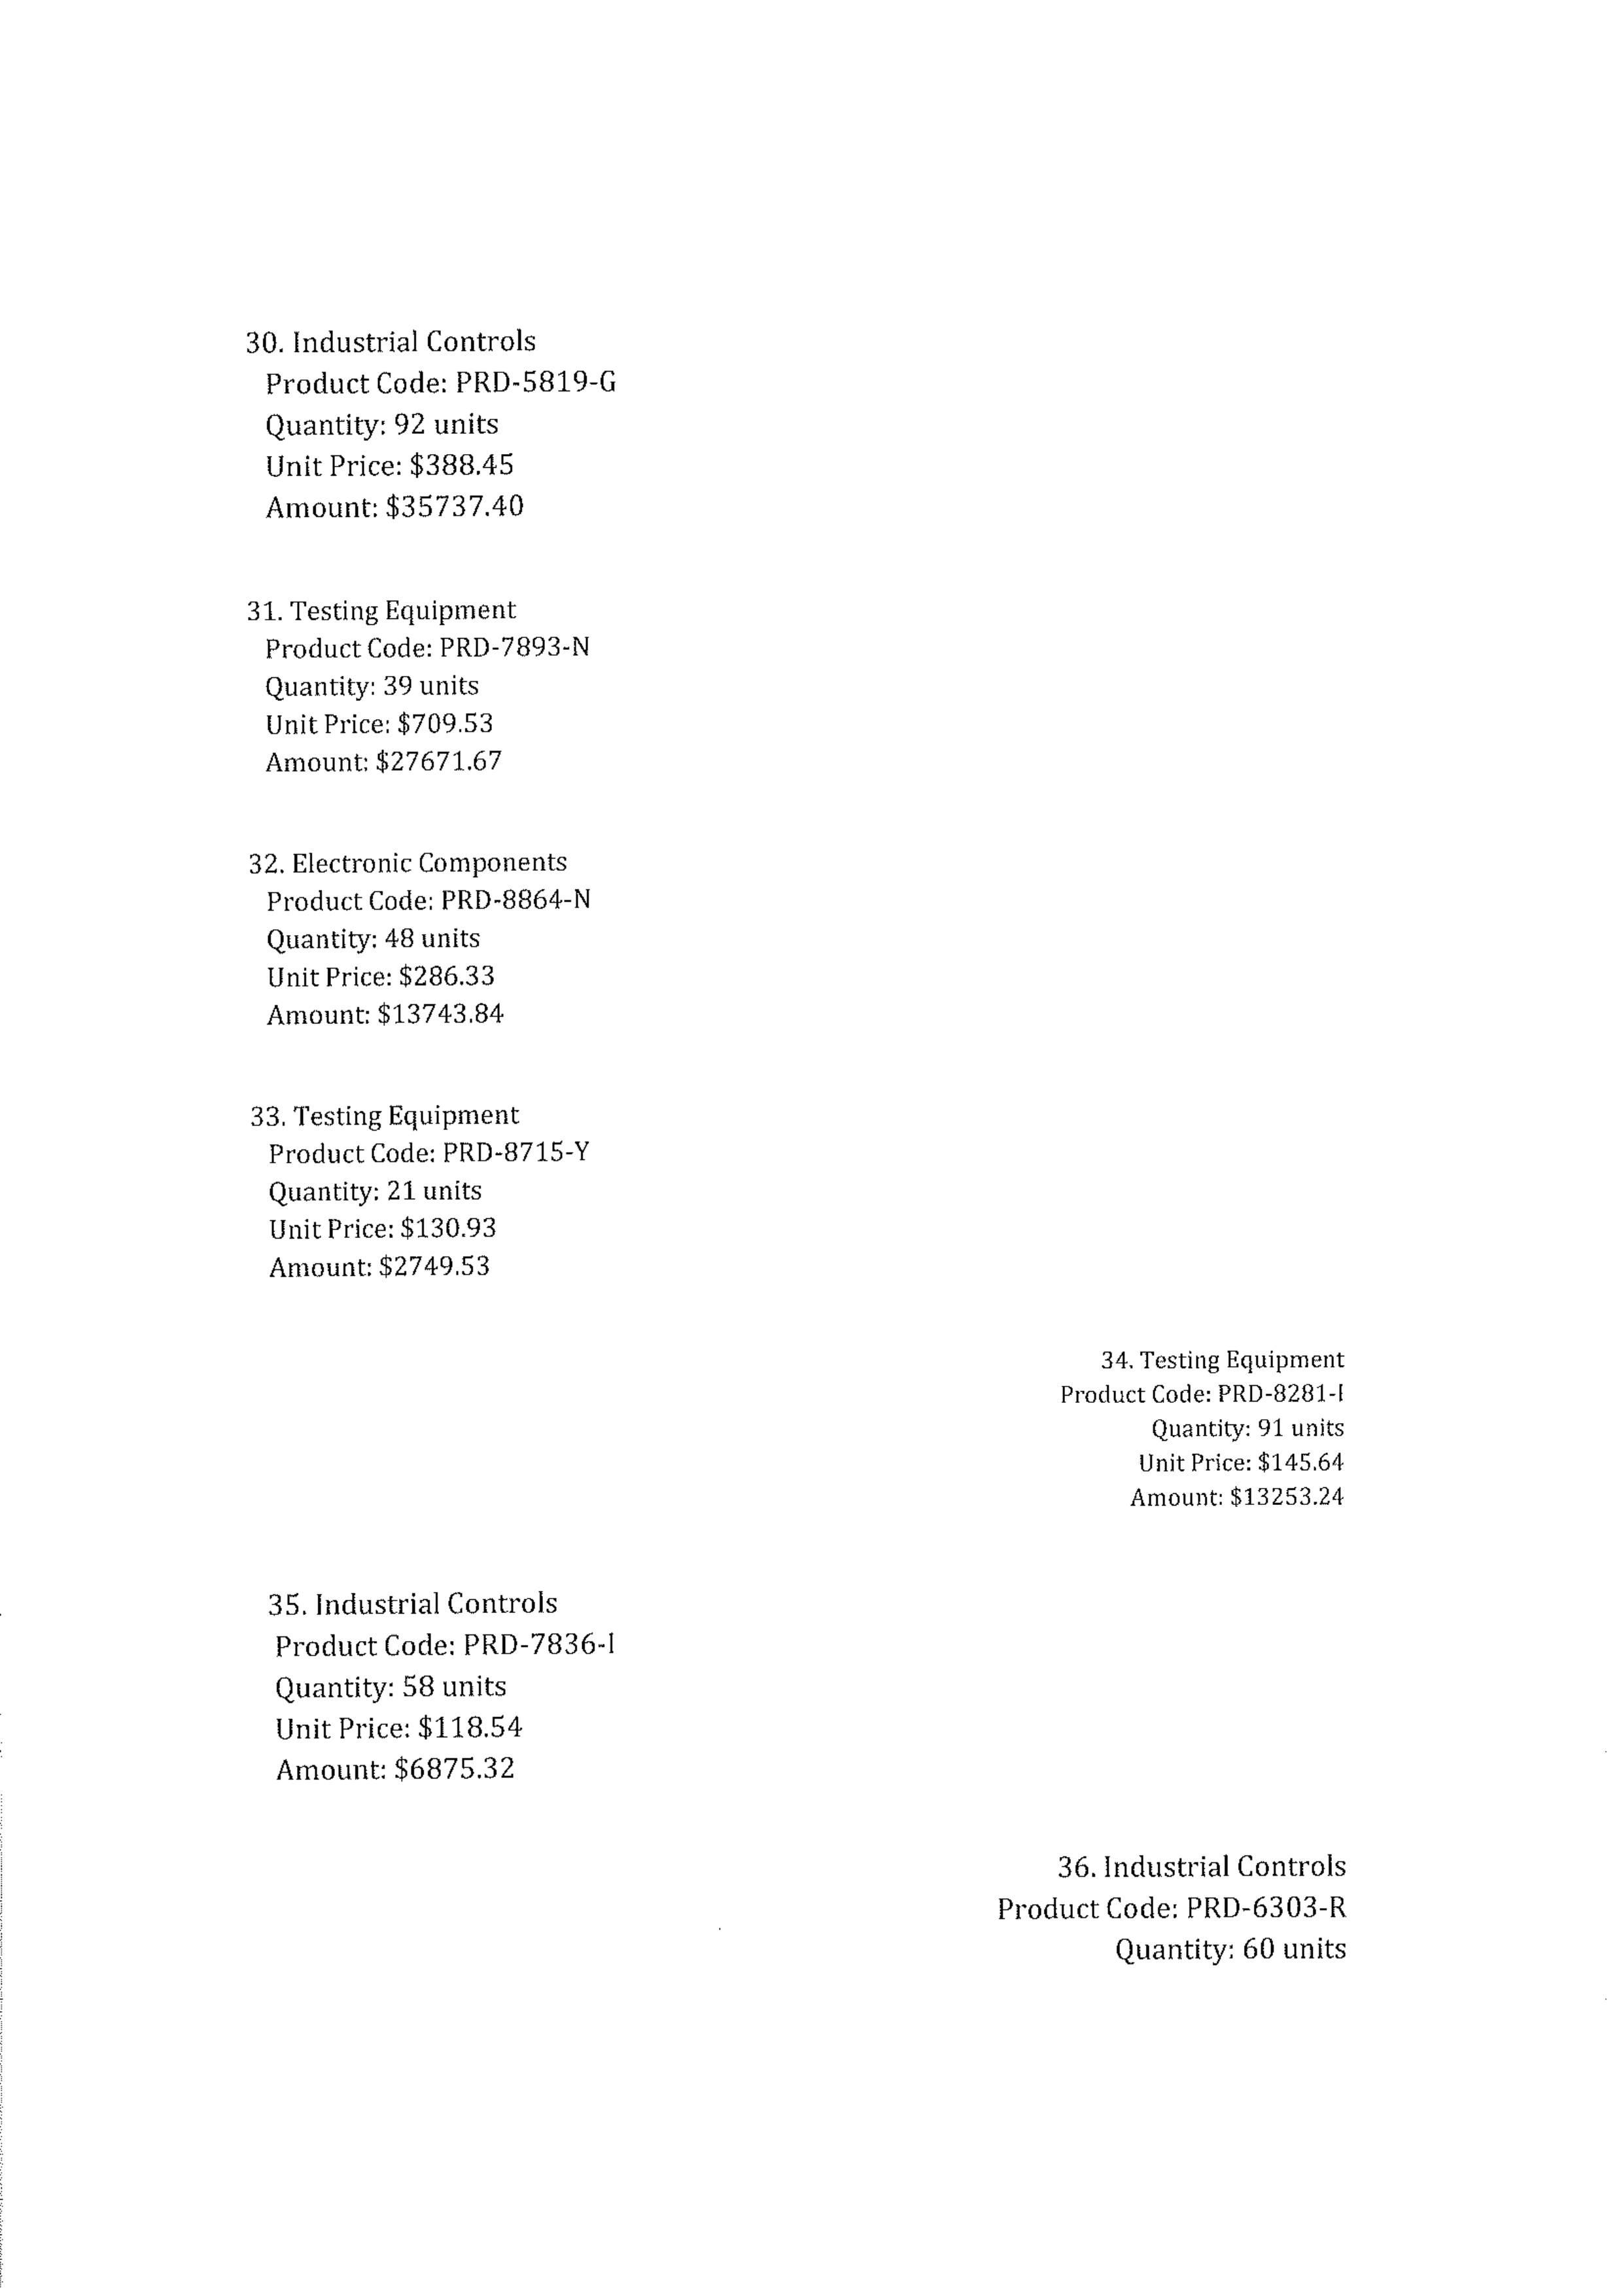 30. Industrial Controls
Product Code: PRD-5819-G
Quantity: 92 units
Unit Price: $388.45
Amount: $35737.40
31. Testing Equipment
Product Code: PRD-7893-N
Quantity: 39 units
Unit Price: $709.53
Amount: $27671.67
32. Electronic Components
Product Code: PRD-8864-N
Quantity: 48 units
Unit Price: $286.33
Amount: $13743.84
33. Testing Equipment
Product Code: PRD-8715-Y
Quantity: 21 units
Unit Price: $130.93
Amount: $2749.53
34. Testing Equipment
Product Code: PRD-8281-I
Quantity: 91 units
Unit Price: $145.64
Amount: $13253.24
35. Industrial Controls
Product Code: PRD-7836-I
Quantity: 58 units
Unit Price: $118.54
Amount: $6875.32
36. Industrial Controls
Product Code: PRD-6303-R
Quantity: 60 units